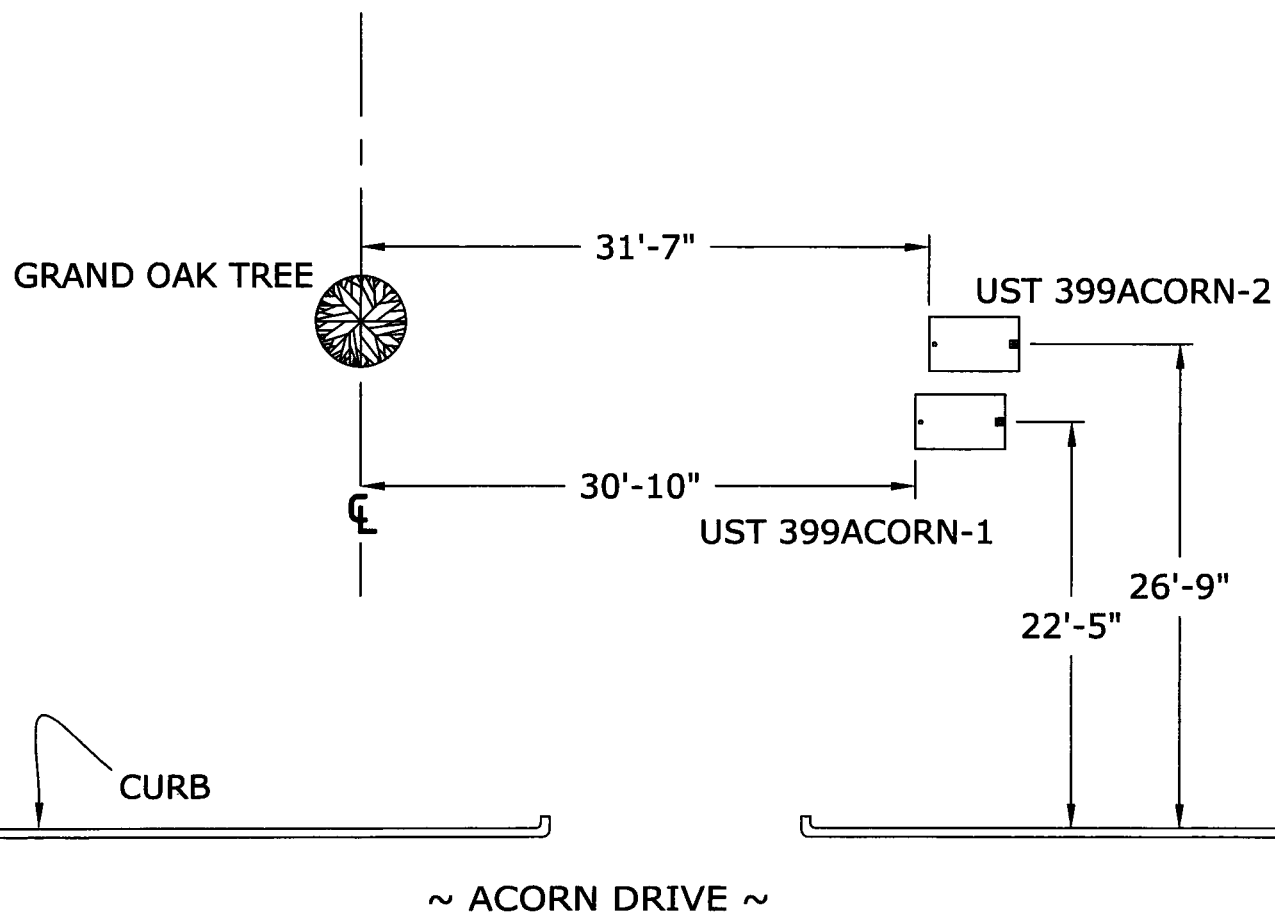 31'-7"
GRAND OAK TREE
UST 399ACORN-2
30'-10"
℄
UST 399ACORN-1
26'-9"
22'-5"
CURB
~ ACORN DRIVE ~